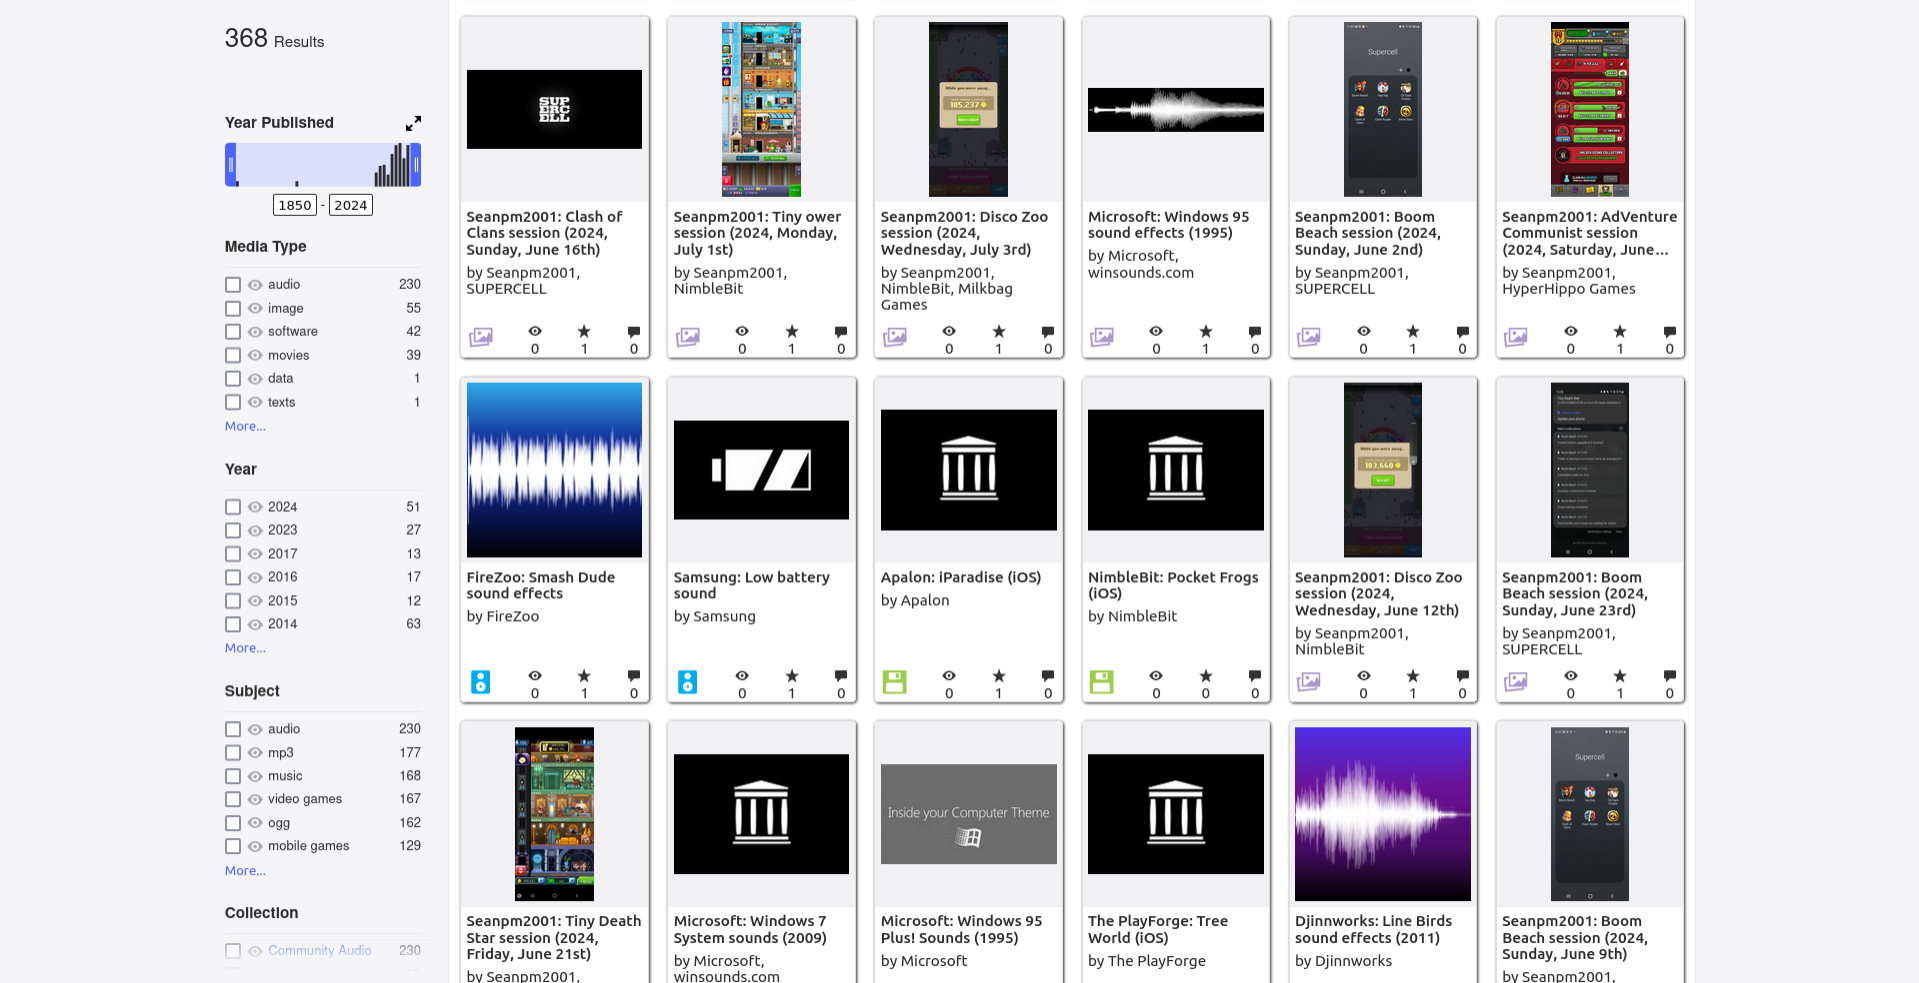 368 Results
Year Published
1850 - 2024
Media Type
audio 230
image 55
software 42
movies 39
data 1
texts 1
More...
Year
2024 51
2023 27
2017 13
2016 17
2015 12
2014 63
More...
Subject
audio 230
mp3 177
music 168
video games 167
ogg 162
mobile games 129
More...
Collection
Community Audio 230
SUP
ERC
ELL
Seanpm2001: Clash of
Clans session (2024,
Sunday, June 16th)
by Seanpm2001,
SUPERCELL
0 1 0
Seanpm2001: Tiny ower
session (2024, Monday,
July 1st)
by Seanpm2001,
NimbleBit
0 1 0
While you were away...
185,237
Seanpm2001: Disco Zoo
session (2024,
Wednesday, July 3rd)
by Seanpm2001,
NimbleBit, Milkbag
Games
0 1 0
Microsoft: Windows 95
sound effects (1995)
by Microsoft,
winsounds.com
0 1 0
Supercell
Seanpm2001: Boom
Beach session (2024,
Sunday, June 2nd)
by Seanpm2001,
SUPERCELL
0 1 0
Seanpm2001: AdVenture
Communist session
(2024, Saturday, June...
by Seanpm2001,
HyperHippo Games
0 1 0
FireZoo: Smash Dude
sound effects
by FireZoo
0 1 0
Samsung: Low battery
sound
by Samsung
0 1 0
Apalon: iParadise (iOS)
by Apalon
0 1 0
NimbleBit: Pocket Frogs
(iOS)
by NimbleBit
0 0 0
While you were away...
183,660
Seanpm2001: Disco Zoo
session (2024,
Wednesday, June 12th)
by Seanpm2001,
NimbleBit
0 1 0
Seanpm2001: Boom
Beach session (2024,
Sunday, June 23rd)
by Seanpm2001,
SUPERCELL
0 1 0
Seanpm2001: Tiny Death
Star session (2024,
Friday, June 21st)
by Seanpm2001,
Microsoft: Windows 7
System sounds (2009)
by Microsoft,
winsounds.com
Inside your Computer Theme
Microsoft: Windows 95
Plus! Sounds (1995)
by Microsoft
The PlayForge: Tree
World (iOS)
by The PlayForge
Djinnworks: Line Birds
sound effects (2011)
by Djinnworks
Supercell
Seanpm2001: Boom
Beach session (2024,
Sunday, June 9th)
by Seanpm2001,